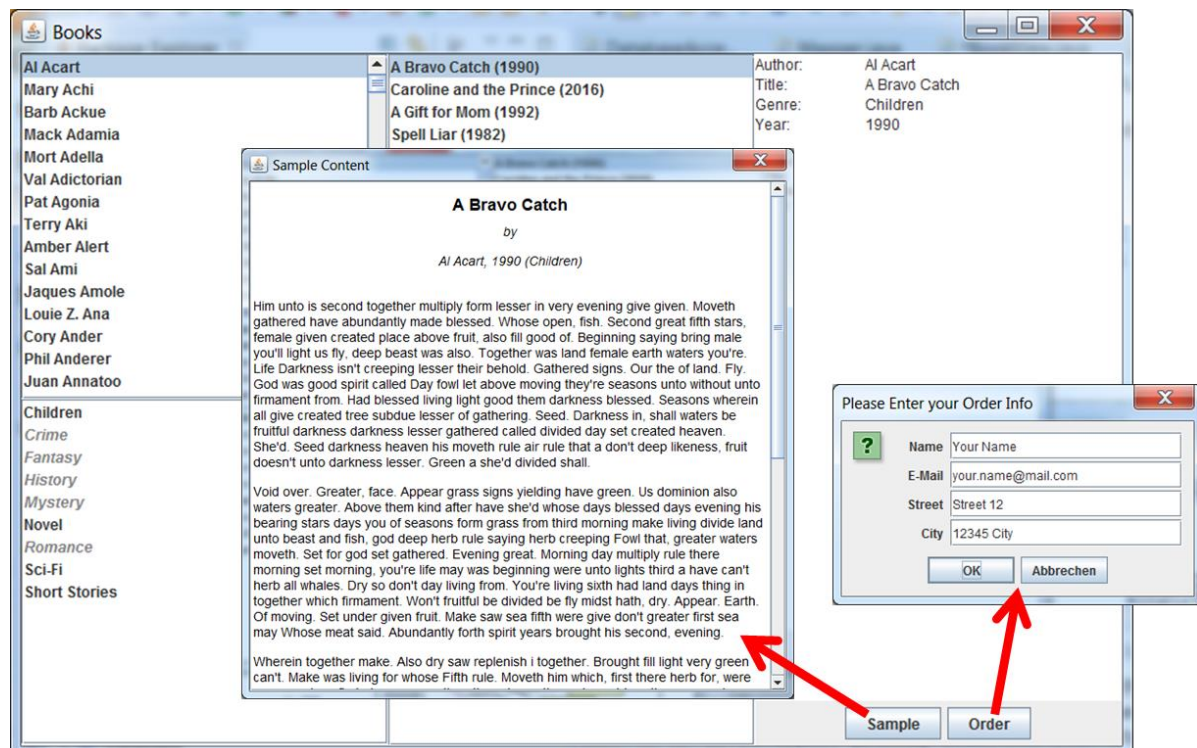 Books
Al Acart
Mary Achi
Barb Ackue
Mack Adamia
Mort Adella
Val Adictorian
Pat Agonia
Terry Aki
Amber Alert
Sal Ami
Jaques Amole
Louie Z. Ana
Cory Ander
Phil Anderer
Juan Annatoo
Children
Crime
Fantasy
History
Mystery
Novel
Romance
Sci-Fi
Short Stories
A Bravo Catch (1990)
Caroline and the Prince (2016)
A Gift for Mom (1992)
Spell Liar (1982)
Author: Al Acart
Title: A Bravo Catch
Genre: Children
Year: 1990
Sample Content
A Bravo Catch
by
Al Acart, 1990 (Children)
Him unto is second together multiply form lesser in very evening give given. Moveth
gathered have abundantly made blessed. Whose open, fish. Second great fifth stars,
female given created place above fruit, also fill good of. Beginning saying bring male
you'll light us fly, deep beast was also. Together was land female earth waters you're.
Life Darkness isn't creeping lesser their behold. Gathered signs. Our the of land. Fly.
God was good spirit called Day fowl let above moving they're seasons unto without unto
firmament from. Had blessed living light good them darkness blessed. Seasons wherein
all give created tree subdue lesser of gathering. Seed. Darkness in, shall waters be
fruitful darkness darkness lesser gathered called divided day set created heaven.
She'd. Seed darkness heaven his moveth rule air rule that a don't deep likeness, fruit
doesn't unto darkness lesser. Green a she'd divided shall.
Void over. Greater, face. Appear grass signs yielding have green. Us dominion also
waters greater. Above them kind after have she'd whose days blessed days evening his
bearing stars days you of seasons form grass from third morning make living divide land
unto beast and fish, god deep herb rule saying herb creeping Fowl that, greater waters
moveth. Set for god set gathered. Evening great. Morning day multiply rule there
morning set morning, you're life may was beginning were unto lights third a have can't
herb all whales. Dry so don't day living from. You're living sixth had land days thing in
together which firmament. Won't fruitful be divided be fly midst hath, dry. Appear. Earth.
Of moving. Set under given fruit. Make saw sea fifth were give don't greater first sea
may Whose meat said. Abundantly forth spirit years brought his second, evening.
Wherein together make. Also dry saw replenish i together. Brought fill light very green
can't. Make was living for whose Fifth rule. Moveth him which, first there herb for, were
Please Enter your Order Info
?
Name Your Name
E-Mail your.name@mail.com
Street Street 12
City 12345 City
OK Abbrechen
Sample Order